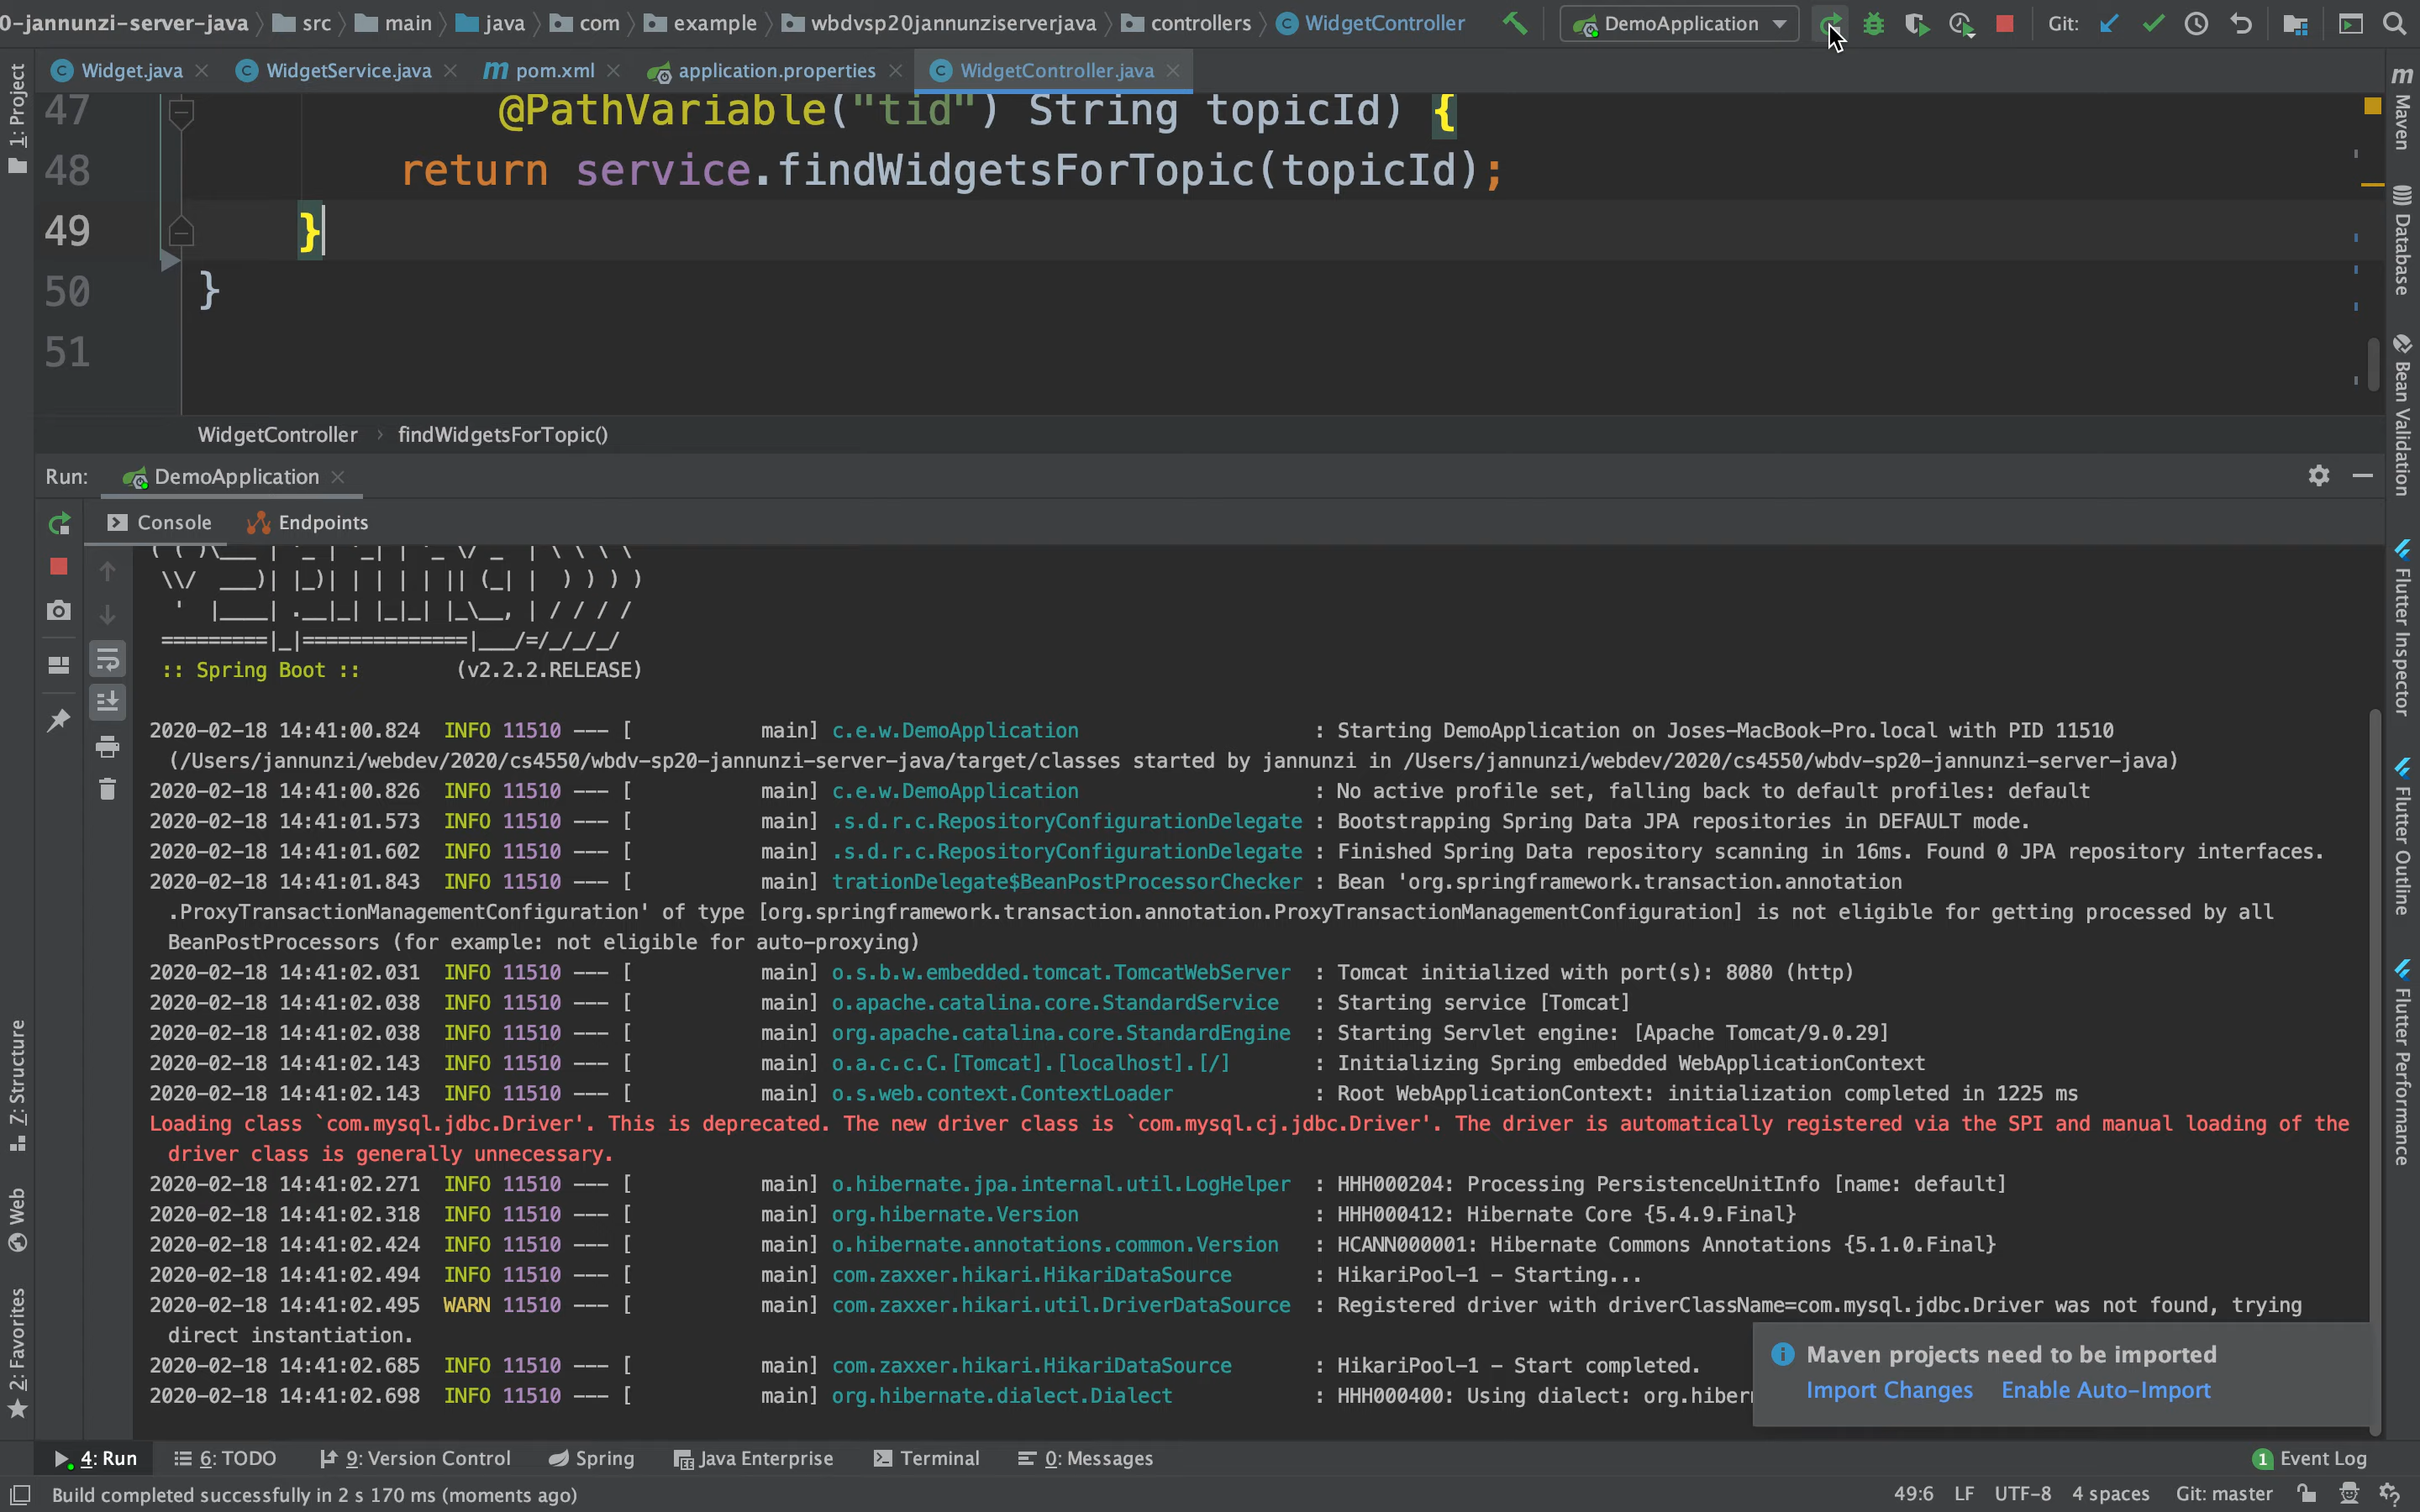 0-jannunzi-server-java src main java com example wbdvsp20jannunziserverjava controllers WidgetController DemoApplication Git:
Widget.java WidgetService.java pom.xml application.properties WidgetController.java
47 @PathVariable("tid") String topicId) {
48 return service.findWidgetsForTopic(topicId);
49 }
50 }
51
WidgetController › findWidgetsForTopic()
Run: DemoApplication
Console Endpoints
( ( )\___ | '_ | '_| | '_ \/ _` | \ \ \ \
\\/ ___)| |_)| | | | | || (_| | ) ) ) )
' |____| .__|_| |_|_| |_\__, | / / / /
=========|_|==============|___/=/_/_/_/
:: Spring Boot :: (v2.2.2.RELEASE)
2020-02-18 14:41:00.824 INFO 11510 --- [ main] c.e.w.DemoApplication : Starting DemoApplication on Joses-MacBook-Pro.local with PID 11510
(/Users/jannunzi/webdev/2020/cs4550/wbdv-sp20-jannunzi-server-java/target/classes started by jannunzi in /Users/jannunzi/webdev/2020/cs4550/wbdv-sp20-jannunzi-server-java)
2020-02-18 14:41:00.826 INFO 11510 --- [ main] c.e.w.DemoApplication : No active profile set, falling back to default profiles: default
2020-02-18 14:41:01.573 INFO 11510 --- [ main] .s.d.r.c.RepositoryConfigurationDelegate : Bootstrapping Spring Data JPA repositories in DEFAULT mode.
2020-02-18 14:41:01.602 INFO 11510 --- [ main] .s.d.r.c.RepositoryConfigurationDelegate : Finished Spring Data repository scanning in 16ms. Found 0 JPA repository interfaces.
2020-02-18 14:41:01.843 INFO 11510 --- [ main] trationDelegate$BeanPostProcessorChecker : Bean 'org.springframework.transaction.annotation
.ProxyTransactionManagementConfiguration' of type [org.springframework.transaction.annotation.ProxyTransactionManagementConfiguration] is not eligible for getting processed by all
BeanPostProcessors (for example: not eligible for auto-proxying)
2020-02-18 14:41:02.031 INFO 11510 --- [ main] o.s.b.w.embedded.tomcat.TomcatWebServer : Tomcat initialized with port(s): 8080 (http)
2020-02-18 14:41:02.038 INFO 11510 --- [ main] o.apache.catalina.core.StandardService : Starting service [Tomcat]
2020-02-18 14:41:02.038 INFO 11510 --- [ main] org.apache.catalina.core.StandardEngine : Starting Servlet engine: [Apache Tomcat/9.0.29]
2020-02-18 14:41:02.143 INFO 11510 --- [ main] o.a.c.c.C.[Tomcat].[localhost].[/] : Initializing Spring embedded WebApplicationContext
2020-02-18 14:41:02.143 INFO 11510 --- [ main] o.s.web.context.ContextLoader : Root WebApplicationContext: initialization completed in 1225 ms
Loading class `com.mysql.jdbc.Driver'. This is deprecated. The new driver class is `com.mysql.cj.jdbc.Driver'. The driver is automatically registered via the SPI and manual loading of the
driver class is generally unnecessary.
2020-02-18 14:41:02.271 INFO 11510 --- [ main] o.hibernate.jpa.internal.util.LogHelper : HHH000204: Processing PersistenceUnitInfo [name: default]
2020-02-18 14:41:02.318 INFO 11510 --- [ main] org.hibernate.Version : HHH000412: Hibernate Core {5.4.9.Final}
2020-02-18 14:41:02.424 INFO 11510 --- [ main] o.hibernate.annotations.common.Version : HCANN000001: Hibernate Commons Annotations {5.1.0.Final}
2020-02-18 14:41:02.494 INFO 11510 --- [ main] com.zaxxer.hikari.HikariDataSource : HikariPool-1 - Starting...
2020-02-18 14:41:02.495 WARN 11510 --- [ main] com.zaxxer.hikari.util.DriverDataSource : Registered driver with driverClassName=com.mysql.jdbc.Driver was not found, trying
direct instantiation.
2020-02-18 14:41:02.685 INFO 11510 --- [ main] com.zaxxer.hikari.HikariDataSource : HikariPool-1 - Start completed.
2020-02-18 14:41:02.698 INFO 11510 --- [ main] org.hibernate.dialect.Dialect : HHH000400: Using dialect: org.hiber
Maven projects need to be imported
Import Changes Enable Auto-Import
4: Run 6: TODO 9: Version Control Spring Java Enterprise Terminal 0: Messages 1 Event Log
Build completed successfully in 2 s 170 ms (moments ago) 49:6 LF UTF-8 4 spaces Git: master
1: Project
7: Structure
Web
2: Favorites
m Maven
Database
Bean Validation
Flutter Inspector
Flutter Outline
Flutter Performance